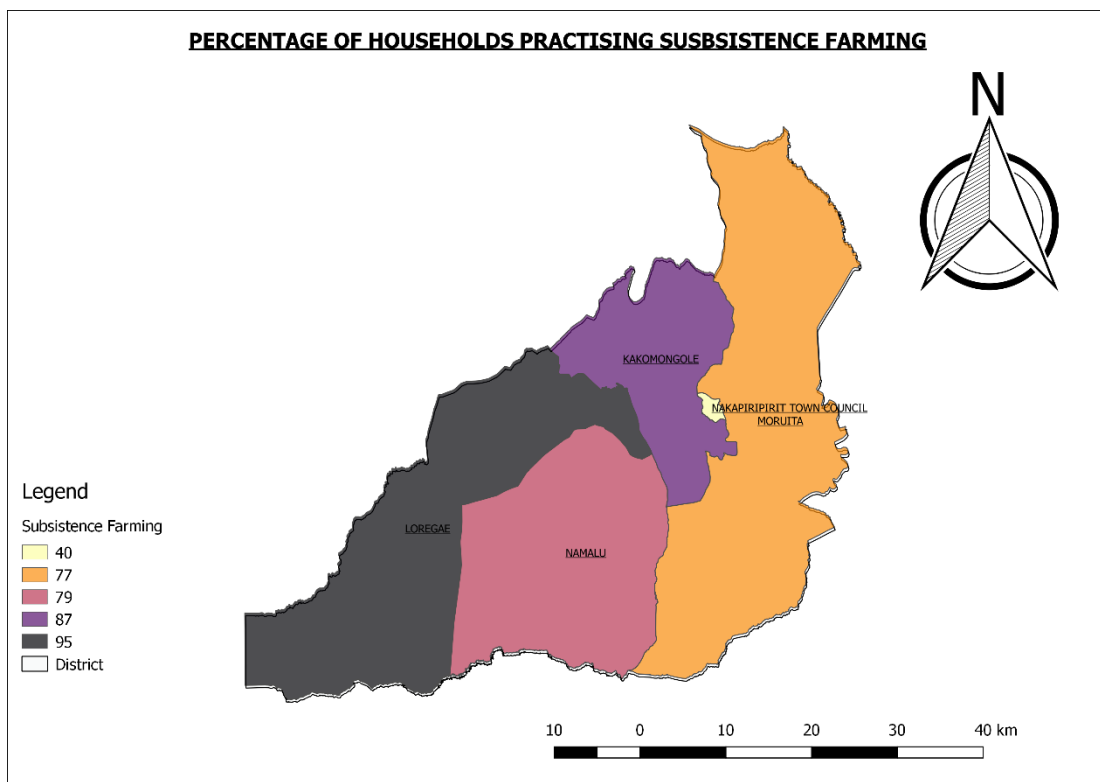 PERCENTAGE OF HOUSEHOLDS PRACTISING SUSBSISTENCE FARMING
N
KAKOMONGOLE
NAKAPIRIPIRIT TOWN COUNCIL
MORUITA
LOREGAE
NAMALU
Legend
Subsistence Farming
40
77
79
87
95
District
10 0 10 20 30 40 km